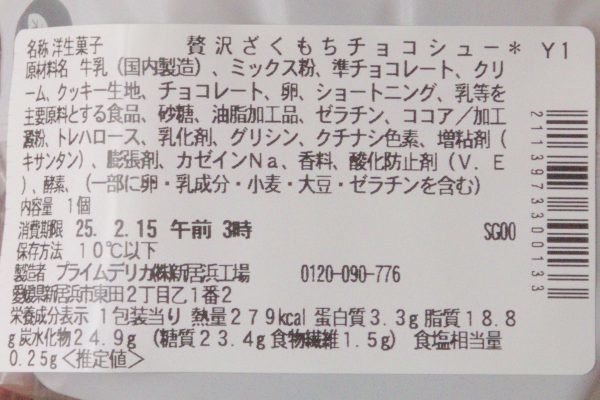 名称 洋生菓子 贅沢ざくもちチョコシュー＊ Y1
原材料名 牛乳（国内製造）、ミックス粉、準チョコレート、クリ
ーム、クッキー生地、チョコレート、卵、ショートニング、乳等を
主要原料とする食品、砂糖、油脂加工品、ゼラチン、ココア／加工
澱粉、トレハロース、乳化剤、グリシン、クチナシ色素、増粘剤（
キサンタン）、膨張剤、カゼインＮａ、香料、酸化防止剤（Ｖ．Ｅ
）、酵素、（一部に卵・乳成分・小麦・大豆・ゼラチンを含む）
内容量 1個
消費期限 25. 2.15 午前 3時 SG00
保存方法 １０℃以下
製造者 プライムデリカ㈱新居浜工場 0120-090-776
愛媛県新居浜市東田２丁目乙１番２
栄養成分表示 １包装当り 熱量２７９kcal 蛋白質３.３g 脂質１８.８
g 炭水化物２４.９g （糖質２３.４g 食物繊維１.５g） 食塩相当量
０.２５g＜推定値＞
2113973300133